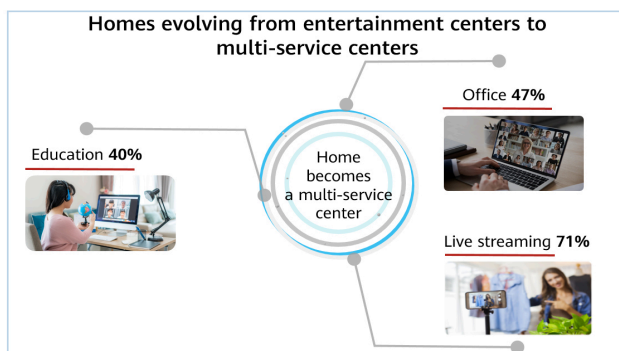 Homes evolving from entertainment centers to
multi-service centers
Office 47%
Education 40%
Home
becomes
a multi-service
center
Live streaming 71%